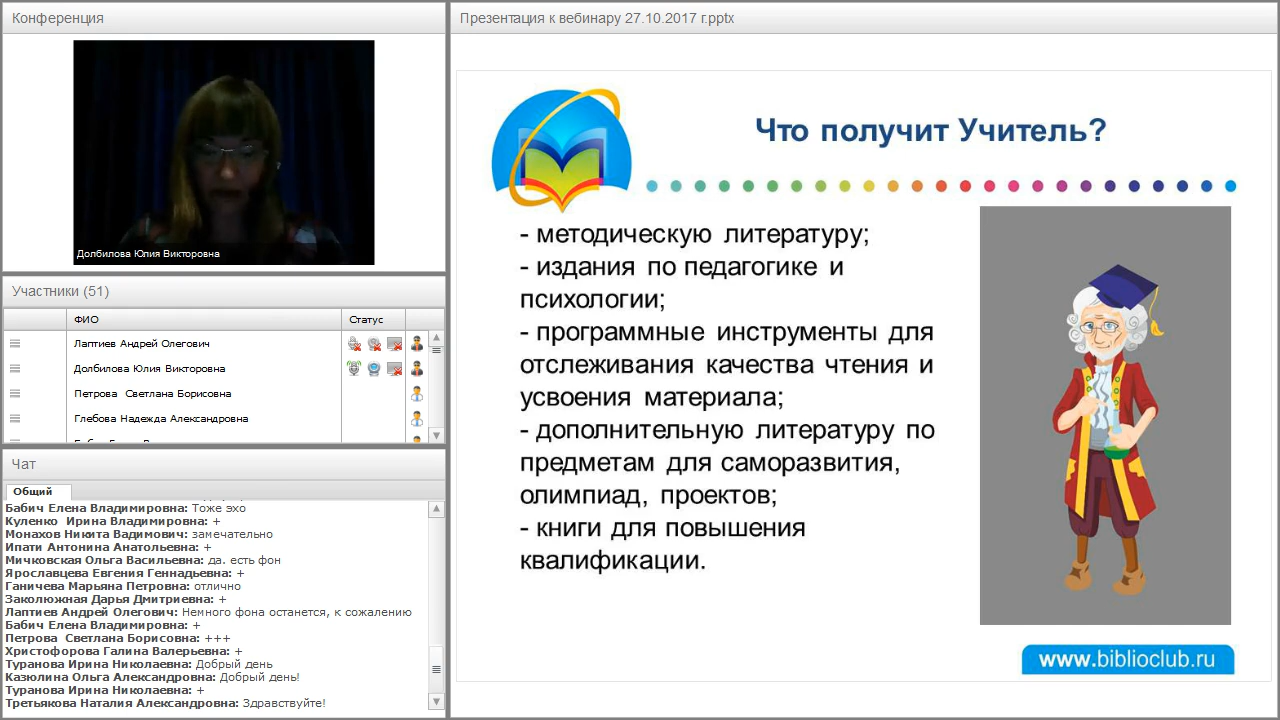 Конференция
Долбилова Юлия Викторовна
Участники (51)
ФИО
Статус
Лаптиев Андрей Олегович
Долбилова Юлия Викторовна
Петрова Светлана Борисовна
Глебова Надежда Александровна
Чат
Общий
Бабич Елена Владимировна: Тоже эхо
Куленко Ирина Владимировна: +
Монахов Никита Вадимович: замечательно
Ипати Антонина Анатольевна: +
Мичковская Ольга Васильевна: да. есть фон
Ярославцева Евгения Геннадьевна: +
Ганичева Марьяна Петровна: отлично
Заколюжная Дарья Дмитриевна: +
Лаптиев Андрей Олегович: Немного фона останется, к сожалению
Бабич Елена Владимировна: +
Петрова Светлана Борисовна: +++
Христофорова Галина Валерьевна: +
Туранова Ирина Николаевна: Добрый день
Казюлина Ольга Александровна: Добрый день!
Туранова Ирина Николаевна: +
Третьякова Наталия Александровна: Здравствуйте!
Презентация к вебинару 27.10.2017 г.pptx
Что получит Учитель?
- методическую литературу;
- издания по педагогике и
психологии;
- программные инструменты для
отслеживания качества чтения и
усвоения материала;
- дополнительную литературу по
предметам для саморазвития,
олимпиад, проектов;
- книги для повышения
квалификации.
www.biblioclub.ru